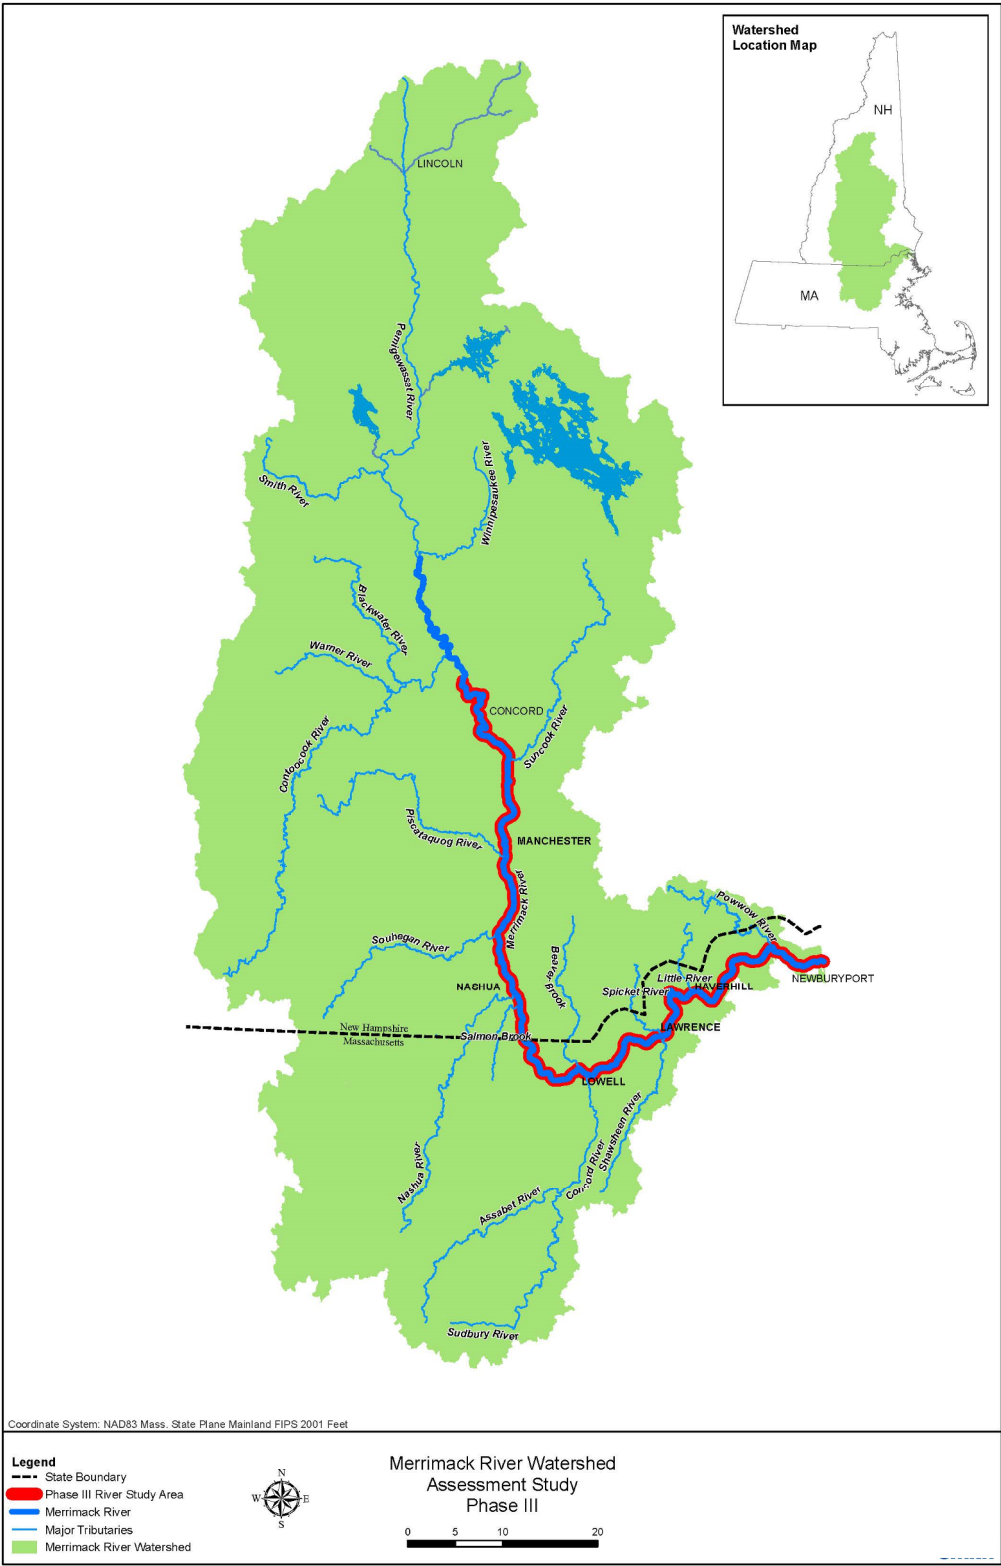 Watershed
Location Map
NH
MA
LINCOLN
Pemigewassat River
Winnipesaukee River
Smith River
Blackwater River
Warner River
Contoocook River
CONCORD
Suncook River
Piscataquog River
MANCHESTER
Merrimack River
Souhegan River
Beaver Brook
Powwow River
NASHUA
Little River
Spicket River
HAVERHILL
NEWBURYPORT
New Hampshire
Massachusetts
Salmon Brook
LAWRENCE
LOWELL
Shawsheen River
Concord River
Nashua River
Assabet River
Sudbury River
Coordinate System: NAD83 Mass. State Plane Mainland FIPS 2001 Feet
Legend
State Boundary
Phase III River Study Area
Merrimack River
Major Tributaries
Merrimack River Watershed
N
W E
S
Merrimack River Watershed
Assessment Study
Phase III
0 5 10 20